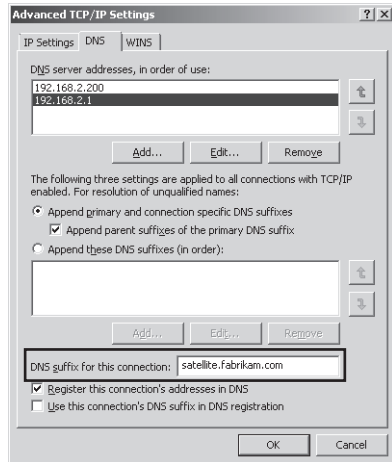 Advanced TCP/IP Settings
IP Settings DNS WINS
DNS server addresses, in order of use:
192.168.2.200
192.168.2.1
Add... Edit... Remove
The following three settings are applied to all connections with TCP/IP
enabled. For resolution of unqualified names:
Append primary and connection specific DNS suffixes
Append parent suffixes of the primary DNS suffix
Append these DNS suffixes (in order):
Add... Edit... Remove
DNS suffix for this connection: satellite.fabrikam.com
Register this connection's addresses in DNS
Use this connection's DNS suffix in DNS registration
OK Cancel